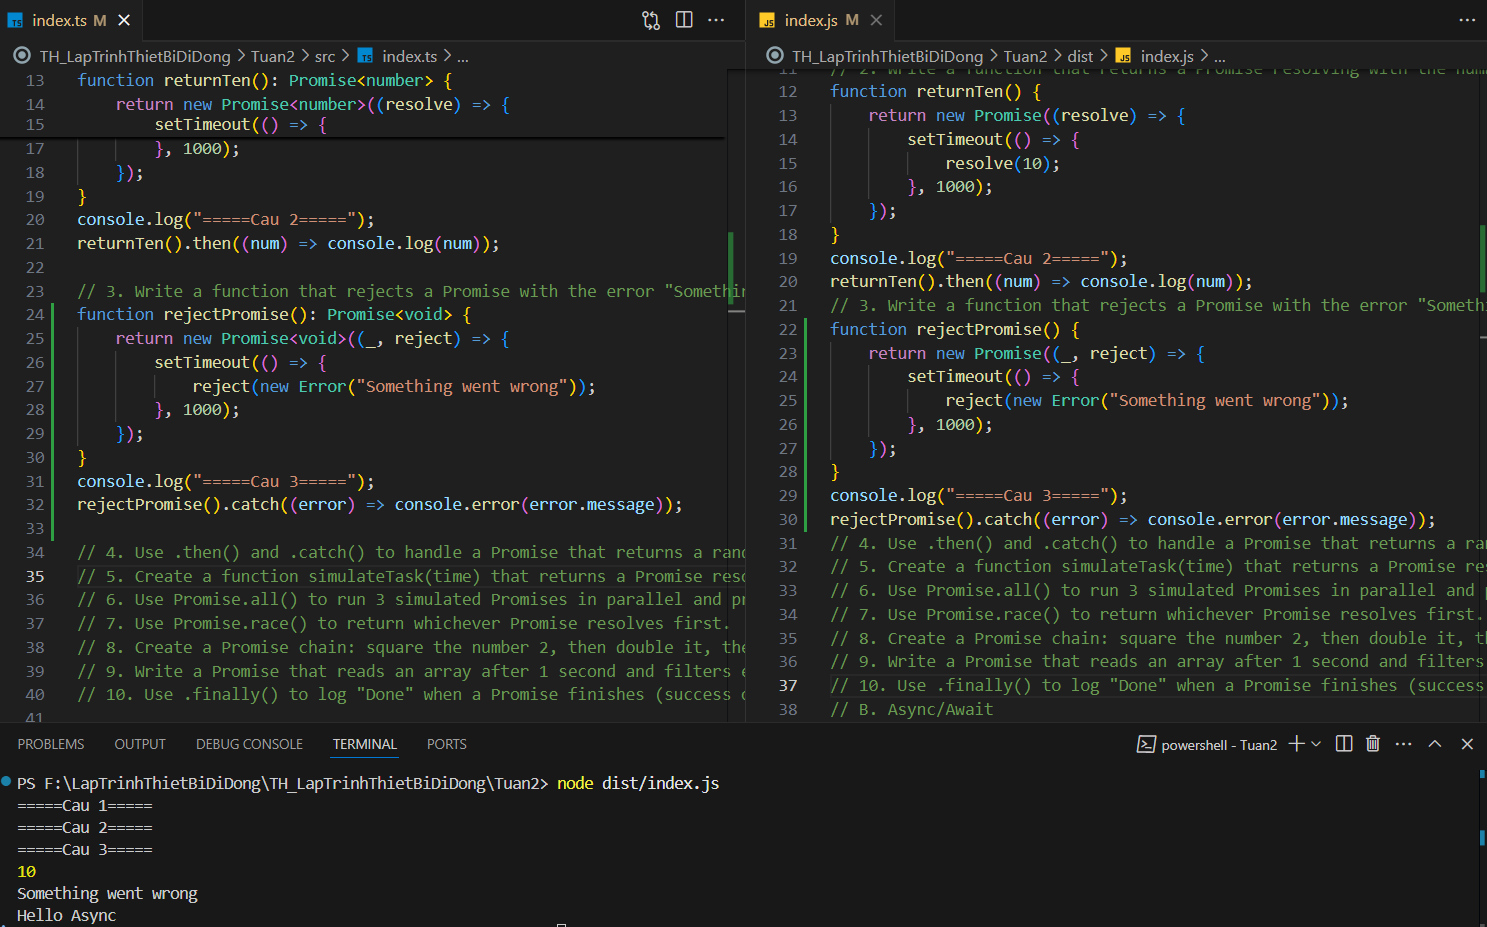 TS index.ts M
TH_LapTrinhThietBiDiDong > Tuan2 > src > TS index.ts > ...
13 function returnTen(): Promise<number> {
14 return new Promise<number>((resolve) => {
15 setTimeout(() => {
17 }, 1000);
18 });
19 }
20 console.log("=====Cau 2=====");
21 returnTen().then((num) => console.log(num));
22
23 // 3. Write a function that rejects a Promise with the error "Somethin
24 function rejectPromise(): Promise<void> {
25 return new Promise<void>((_, reject) => {
26 setTimeout(() => {
27 reject(new Error("Something went wrong"));
28 }, 1000);
29 });
30 }
31 console.log("=====Cau 3=====");
32 rejectPromise().catch((error) => console.error(error.message));
33
34 // 4. Use .then() and .catch() to handle a Promise that returns a ran
35 // 5. Create a function simulateTask(time) that returns a Promise reso
36 // 6. Use Promise.all() to run 3 simulated Promises in parallel and pr
37 // 7. Use Promise.race() to return whichever Promise resolves first.
38 // 8. Create a Promise chain: square the number 2, then double it, the
39 // 9. Write a Promise that reads an array after 1 second and filters e
40 // 10. Use .finally() to log "Done" when a Promise finishes (success o
41
JS index.js M
TH_LapTrinhThietBiDiDong > Tuan2 > dist > JS index.js > ...
11 // 2. Write a function that returns a Promise resolving with the num
12 function returnTen() {
13 return new Promise((resolve) => {
14 setTimeout(() => {
15 resolve(10);
16 }, 1000);
17 });
18 }
19 console.log("=====Cau 2=====");
20 returnTen().then((num) => console.log(num));
21 // 3. Write a function that rejects a Promise with the error "Someth
22 function rejectPromise() {
23 return new Promise((_, reject) => {
24 setTimeout(() => {
25 reject(new Error("Something went wrong"));
26 }, 1000);
27 });
28 }
29 console.log("=====Cau 3=====");
30 rejectPromise().catch((error) => console.error(error.message));
31 // 4. Use .then() and .catch() to handle a Promise that returns a ra
32 // 5. Create a function simulateTask(time) that returns a Promise res
33 // 6. Use Promise.all() to run 3 simulated Promises in parallel and p
34 // 7. Use Promise.race() to return whichever Promise resolves first.
35 // 8. Create a Promise chain: square the number 2, then double it, th
36 // 9. Write a Promise that reads an array after 1 second and filters
37 // 10. Use .finally() to log "Done" when a Promise finishes (success
38 // B. Async/Await
PROBLEMS OUTPUT DEBUG CONSOLE TERMINAL PORTS powershell - Tuan2
PS F:\LapTrinhThietBiDiDong\TH_LapTrinhThietBiDiDong\Tuan2> node dist/index.js
=====Cau 1=====
=====Cau 2=====
=====Cau 3=====
10
Something went wrong
Hello Async